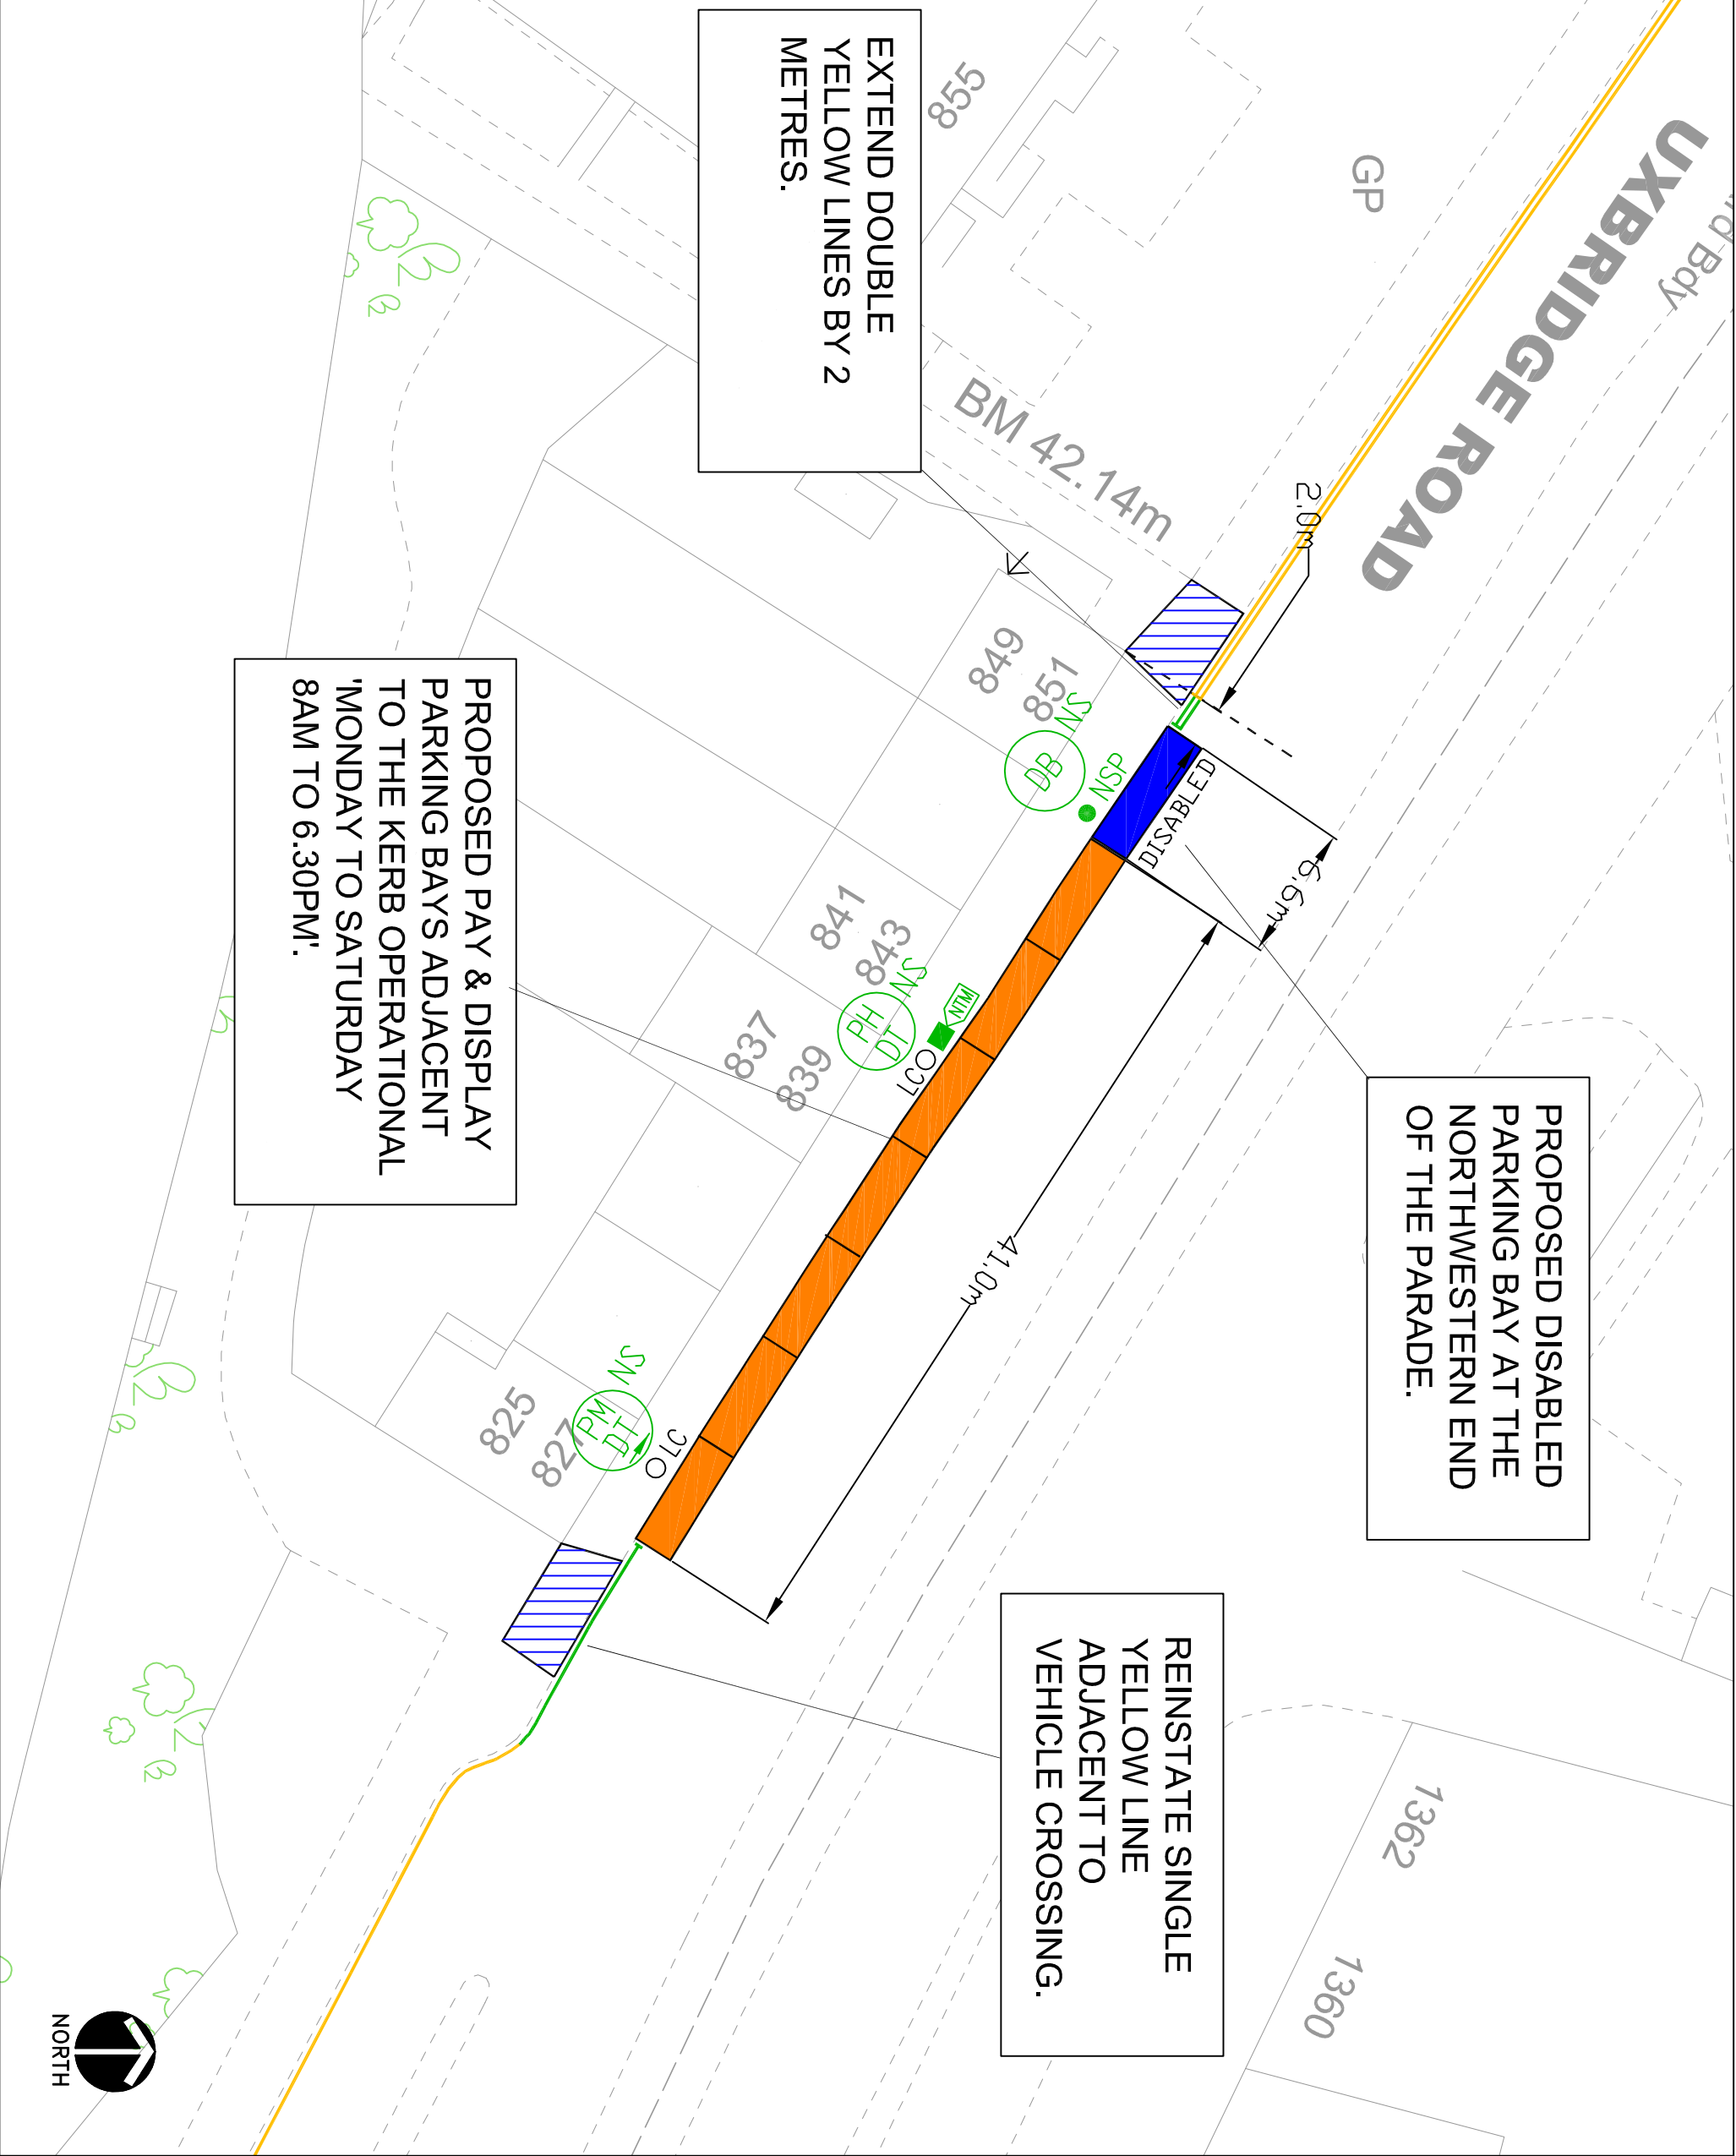 UXBRIDGE ROAD
d Bdy
GP
855
EXTEND DOUBLE
YELLOW LINES BY 2
METRES.
BM 42.14m
2.0m
849
851
NS
DB
NSP
DISABLED
6.6m
PROPOSED DISABLED
PARKING BAY AT THE
NORTHWESTERN END
OF THE PARADE.
841
843
NS
PH
DT
NTM
LC
837
839
41.0m
PROPOSED PAY & DISPLAY
PARKING BAYS ADJACENT
TO THE KERB OPERATIONAL
'MONDAY TO SATURDAY
8AM TO 6.30PM'.
NS
PM
DT
LC
825
827
REINSTATE SINGLE
YELLOW LINE
ADJACENT TO
VEHICLE CROSSING.
1362
1360
NORTH